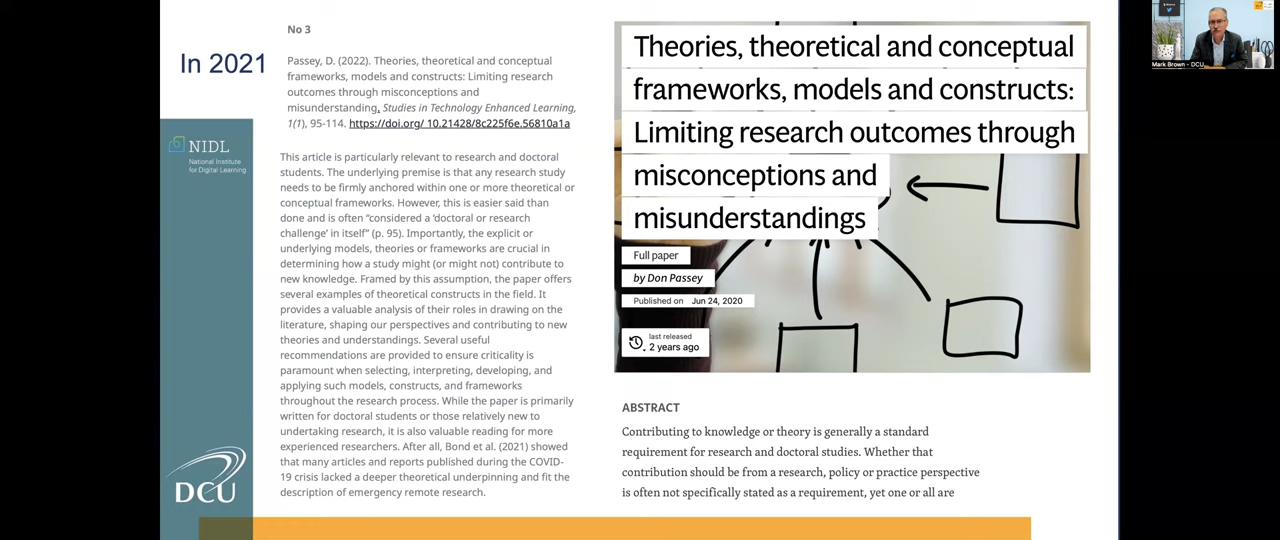 In 2021
NIDL
National Institute
for Digital Learning
DCU
No 3
Passey, D. (2022). Theories, theoretical and conceptual
frameworks, models and constructs: Limiting research
outcomes through misconceptions and
misunderstanding. Studies in Technology Enhanced Learning,
1(1), 95-114. https://doi.org/ 10.21428/8c225f6e.56810a1a
This article is particularly relevant to research and doctoral
students. The underlying premise is that any research study
needs to be firmly anchored within one or more theoretical or
conceptual frameworks. However, this is easier said than
done and is often “considered a ‘doctoral or research
challenge’ in itself” (p. 95). Importantly, the explicit or
underlying models, theories or frameworks are crucial in
determining how a study might (or might not) contribute to
new knowledge. Framed by this assumption, the paper offers
several examples of theoretical constructs in the field. It
provides a valuable analysis of their roles in drawing on the
literature, shaping our perspectives and contributing to new
theories and understandings. Several useful
recommendations are provided to ensure criticality is
paramount when selecting, interpreting, developing, and
applying such models, constructs, and frameworks
throughout the research process. While the paper is primarily
written for doctoral students or those relatively new to
undertaking research, it is also valuable reading for more
experienced researchers. After all, Bond et al. (2021) showed
that many articles and reports published during the COVID-
19 crisis lacked a deeper theoretical underpinning and fit the
description of emergency remote research.
Theories, theoretical and conceptual
frameworks, models and constructs:
Limiting research outcomes through
misconceptions and
misunderstandings
Full paper
by Don Passey
Published on Jun 24, 2020
last released
2 years ago
ABSTRACT
Contributing to knowledge or theory is generally a standard
requirement for research and doctoral studies. Whether that
contribution should be from a research, policy or practice perspective
is often not specifically stated as a requirement, yet one or all are
Mark Brown - DCU